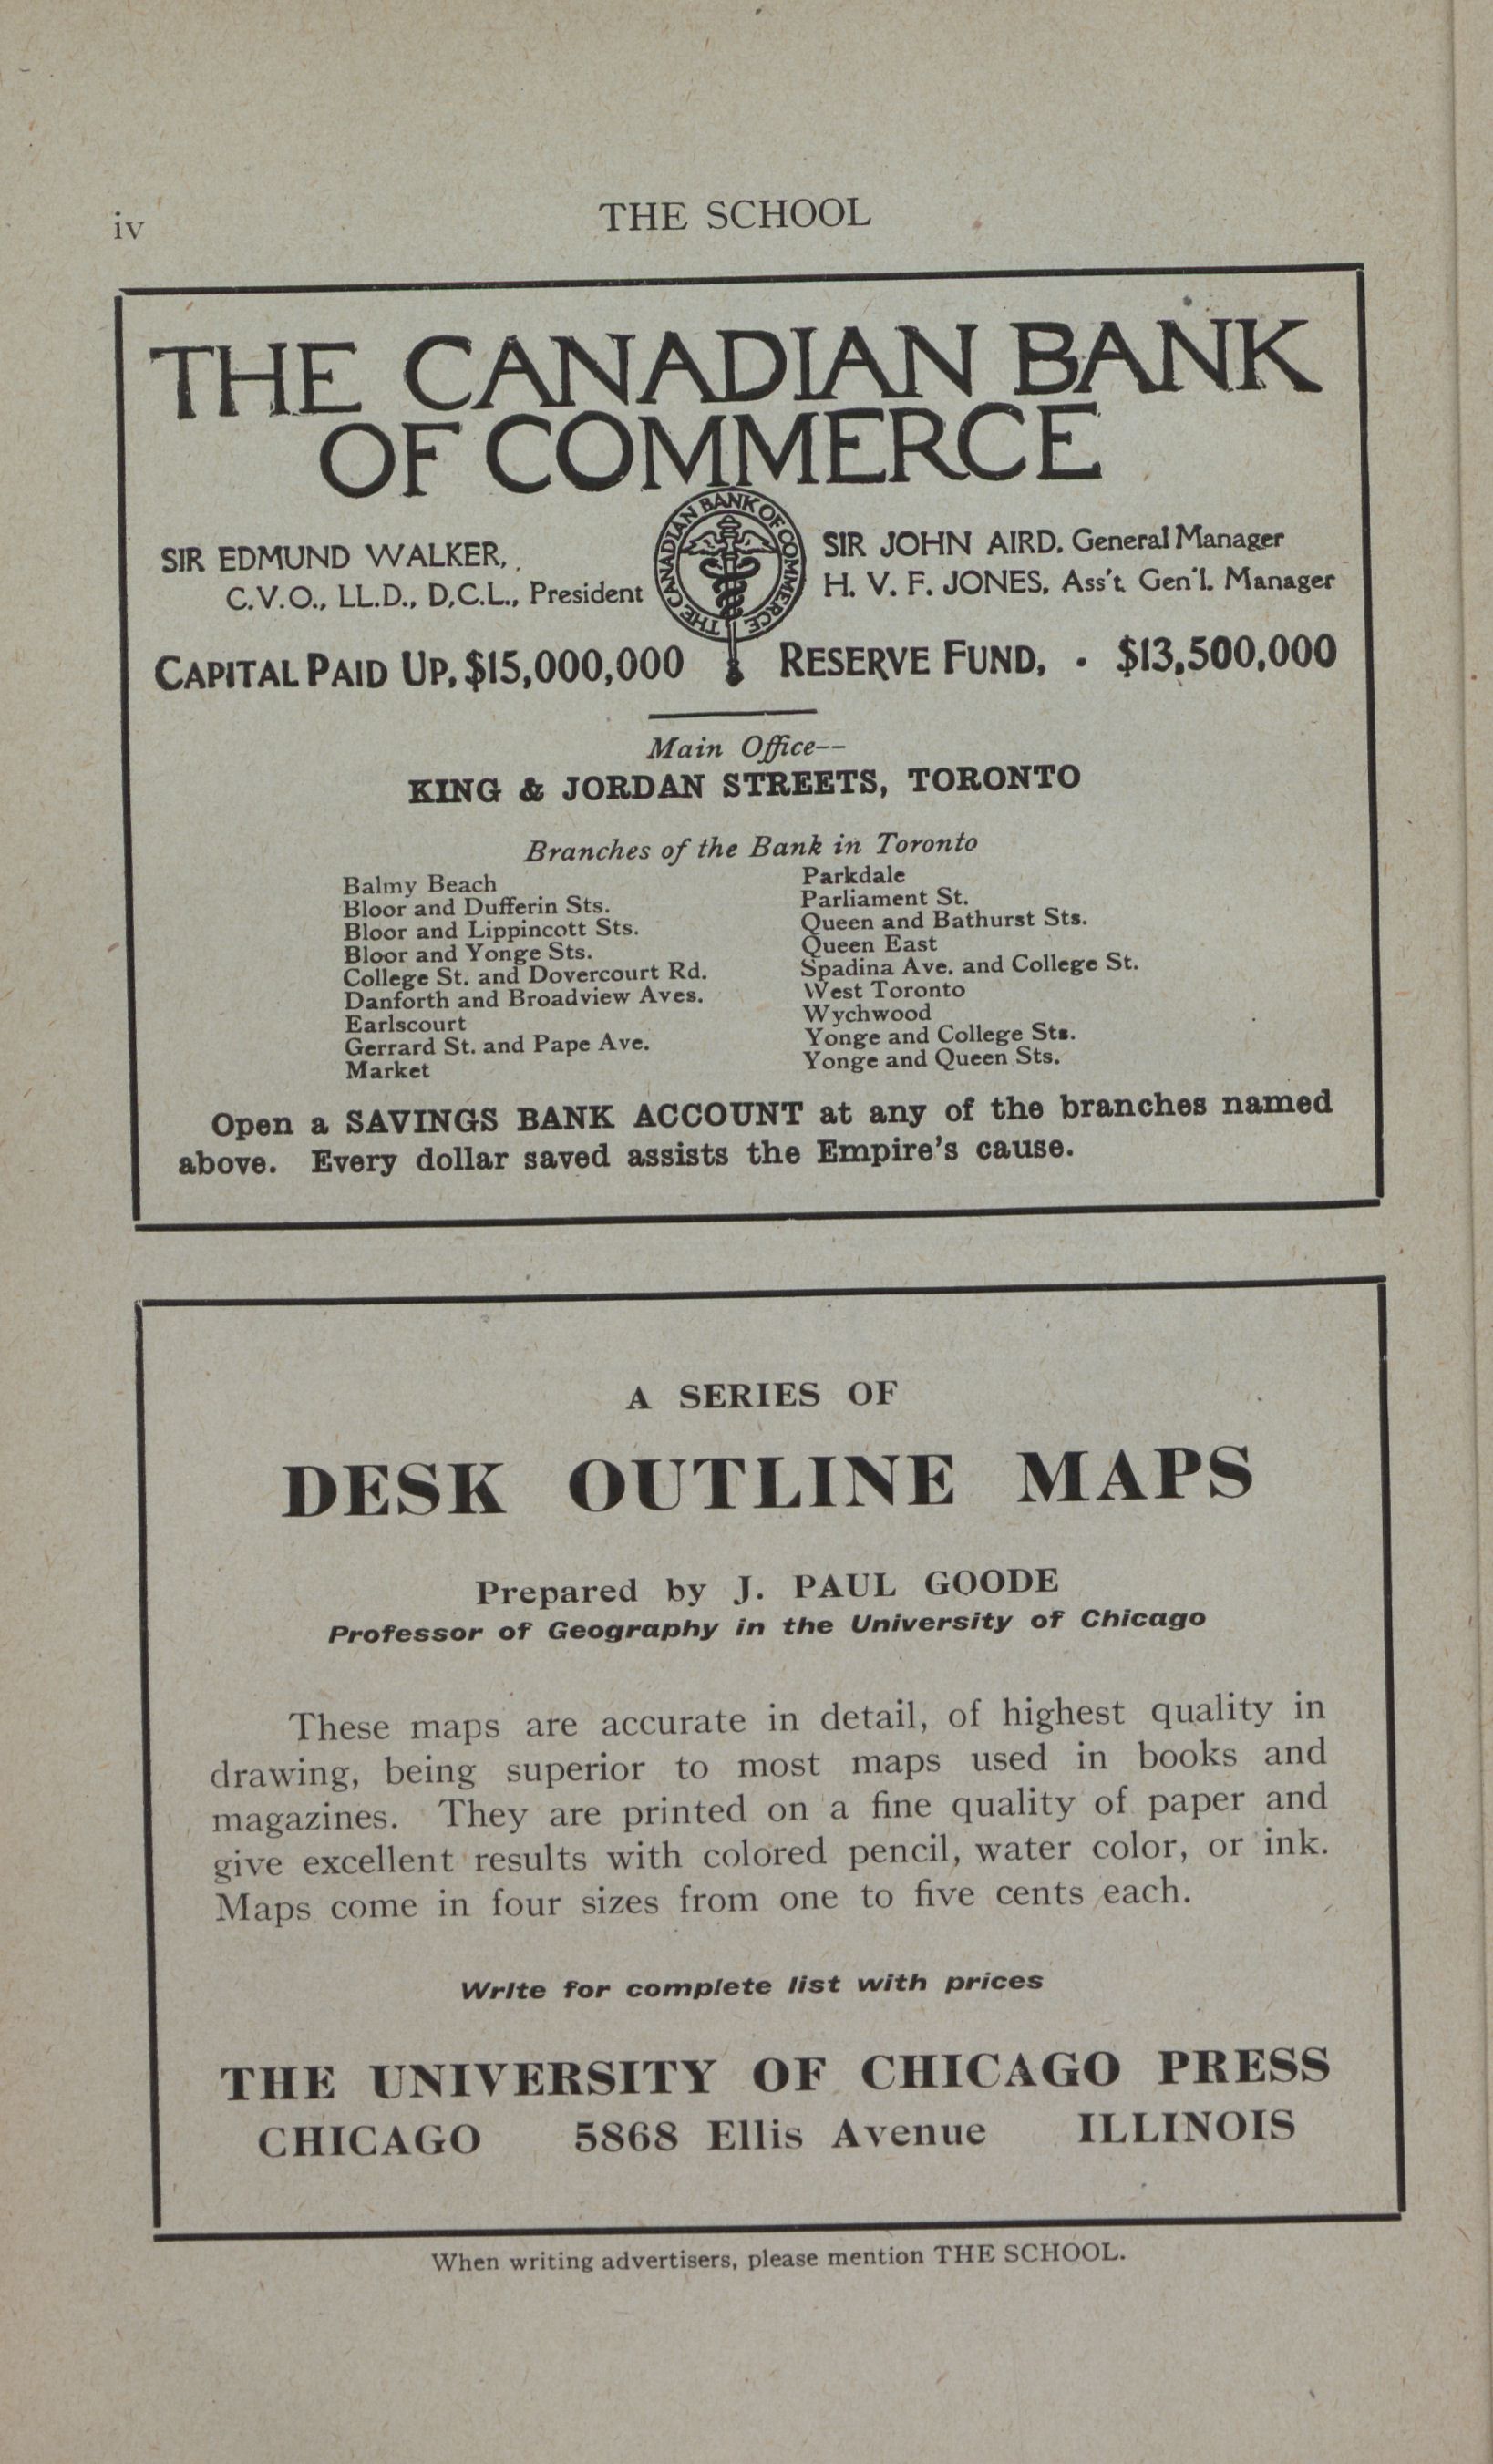 iv
THE SCHOOL
THE CANADIAN BANK
OF COMMERCE
SIR EDMUND WALKER,
C.V.O., LL.D., D.C.L., President
THE CANADIAN BANK OF COMMERCE
SIR JOHN AIRD, General Manager
H. V. F. JONES, Ass't. Gen'l. Manager
CAPITAL PAID UP, $15,000,000
RESERVE FUND, . $13,500,000
Main Office--
KING & JORDAN STREETS, TORONTO
Branches of the Bank in Toronto
Balmy Beach
Bloor and Dufferin Sts.
Bloor and Lippincott Sts.
Bloor and Yonge Sts.
College St. and Dovercourt Rd.
Danforth and Broadview Aves.
Earlscourt
Gerrard St. and Pape Ave.
Market
Parkdale
Parliament St.
Queen and Bathurst Sts.
Queen East
Spadina Ave. and College St.
West Toronto
Wychwood
Yonge and College Sts.
Yonge and Queen Sts.
Open a SAVINGS BANK ACCOUNT at any of the branches named
above. Every dollar saved assists the Empire's cause.
A SERIES OF
DESK OUTLINE MAPS
Prepared by J. PAUL GOODE
Professor of Geography in the University of Chicago
These maps are accurate in detail, of highest quality in
drawing, being superior to most maps used in books and
magazines. They are printed on a fine quality of paper and
give excellent results with colored pencil, water color, or ink.
Maps come in four sizes from one to five cents each.
Write for complete list with prices
THE UNIVERSITY OF CHICAGO PRESS
CHICAGO 5868 Ellis Avenue ILLINOIS
When writing advertisers, please mention THE SCHOOL.